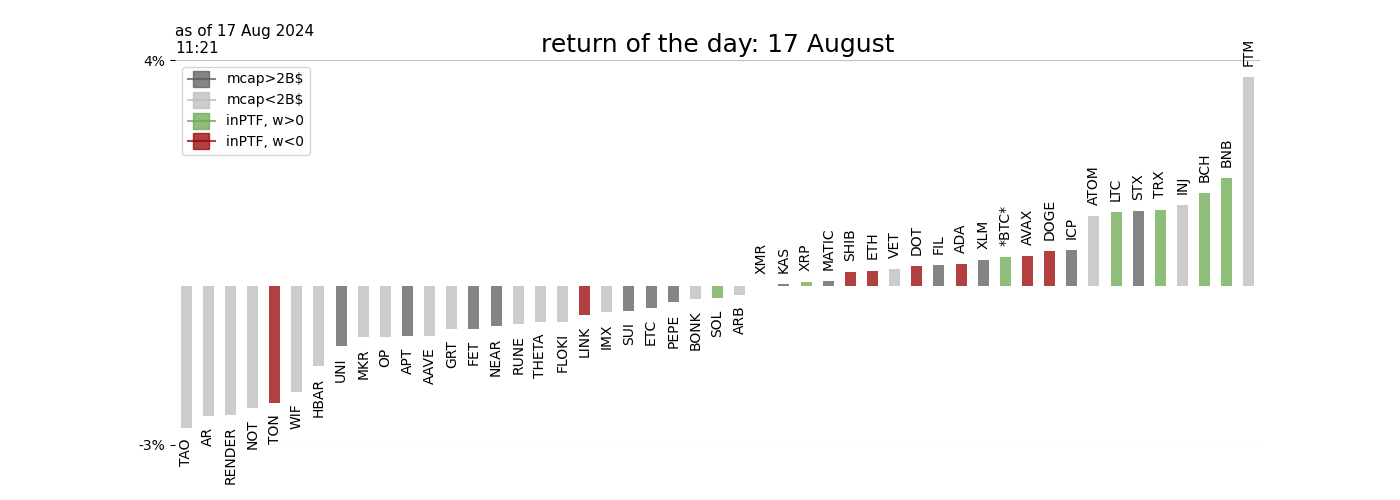 as of 17 Aug 2024
11:21
return of the day: 17 August
4%
mcap>2B$
mcap<2B$
inPTF, w>0
inPTF, w<0
-3%
TAO
AR
RENDER
NOT
TON
WIF
HBAR
UNI
MKR
OP
APT
AAVE
GRT
FET
NEAR
RUNE
THETA
FLOKI
LINK
IMX
SUI
ETC
PEPE
BONK
SOL
ARB
XMR
KAS
XRP
MATIC
SHIB
ETH
VET
DOT
FIL
ADA
XLM
*BTC*
AVAX
DOGE
ICP
ATOM
LTC
STX
TRX
INJ
BCH
BNB
FTM